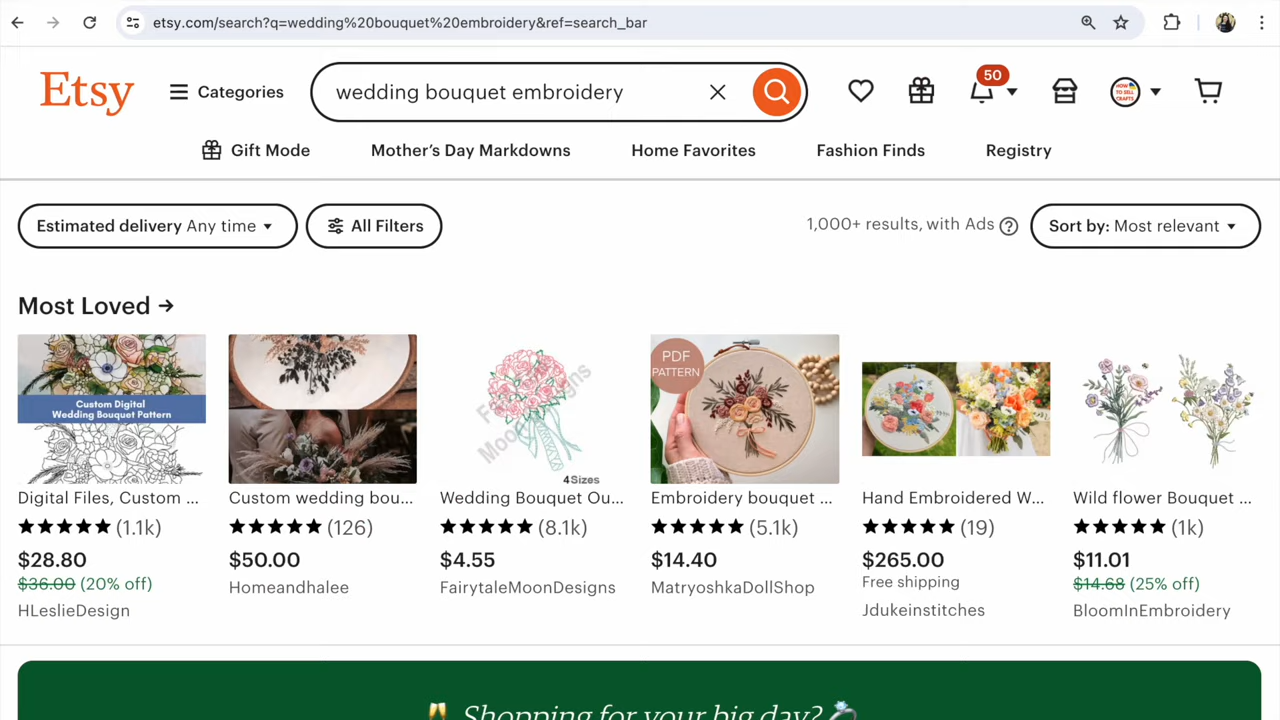 etsy.com/search?q=wedding%20bouquet%20embroidery&ref=search_bar
Etsy
Categories
wedding bouquet embroidery
50
HOW TO SELL CRAFTS
Gift Mode
Mother's Day Markdowns
Home Favorites
Fashion Finds
Registry
Estimated delivery Any time
All Filters
1,000+ results, with Ads
Sort by: Most relevant
Most Loved
Custom Digital
Wedding Bouquet Pattern
4Sizes
PDF
PATTERN
Digital Files, Custom ...
(1.1k)
$28.80
$36.00 (20% off)
HLeslieDesign
Custom wedding bou...
(126)
$50.00
Homeandhalee
Wedding Bouquet Ou...
(8.1k)
$4.55
FairytaleMoonDesigns
Embroidery bouquet ...
(5.1k)
$14.40
MatryoshkaDollShop
Hand Embroidered W...
(19)
$265.00
Free shipping
Jdukeinstitches
Wild flower Bouquet ...
(1k)
$11.01
$14.68 (25% off)
BloomInEmbroidery
Shopping for your big day?